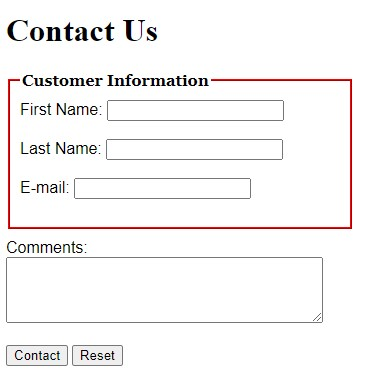 Contact Us
Customer Information
First Name:
Last Name:
E-mail:
Comments:
Contact Reset